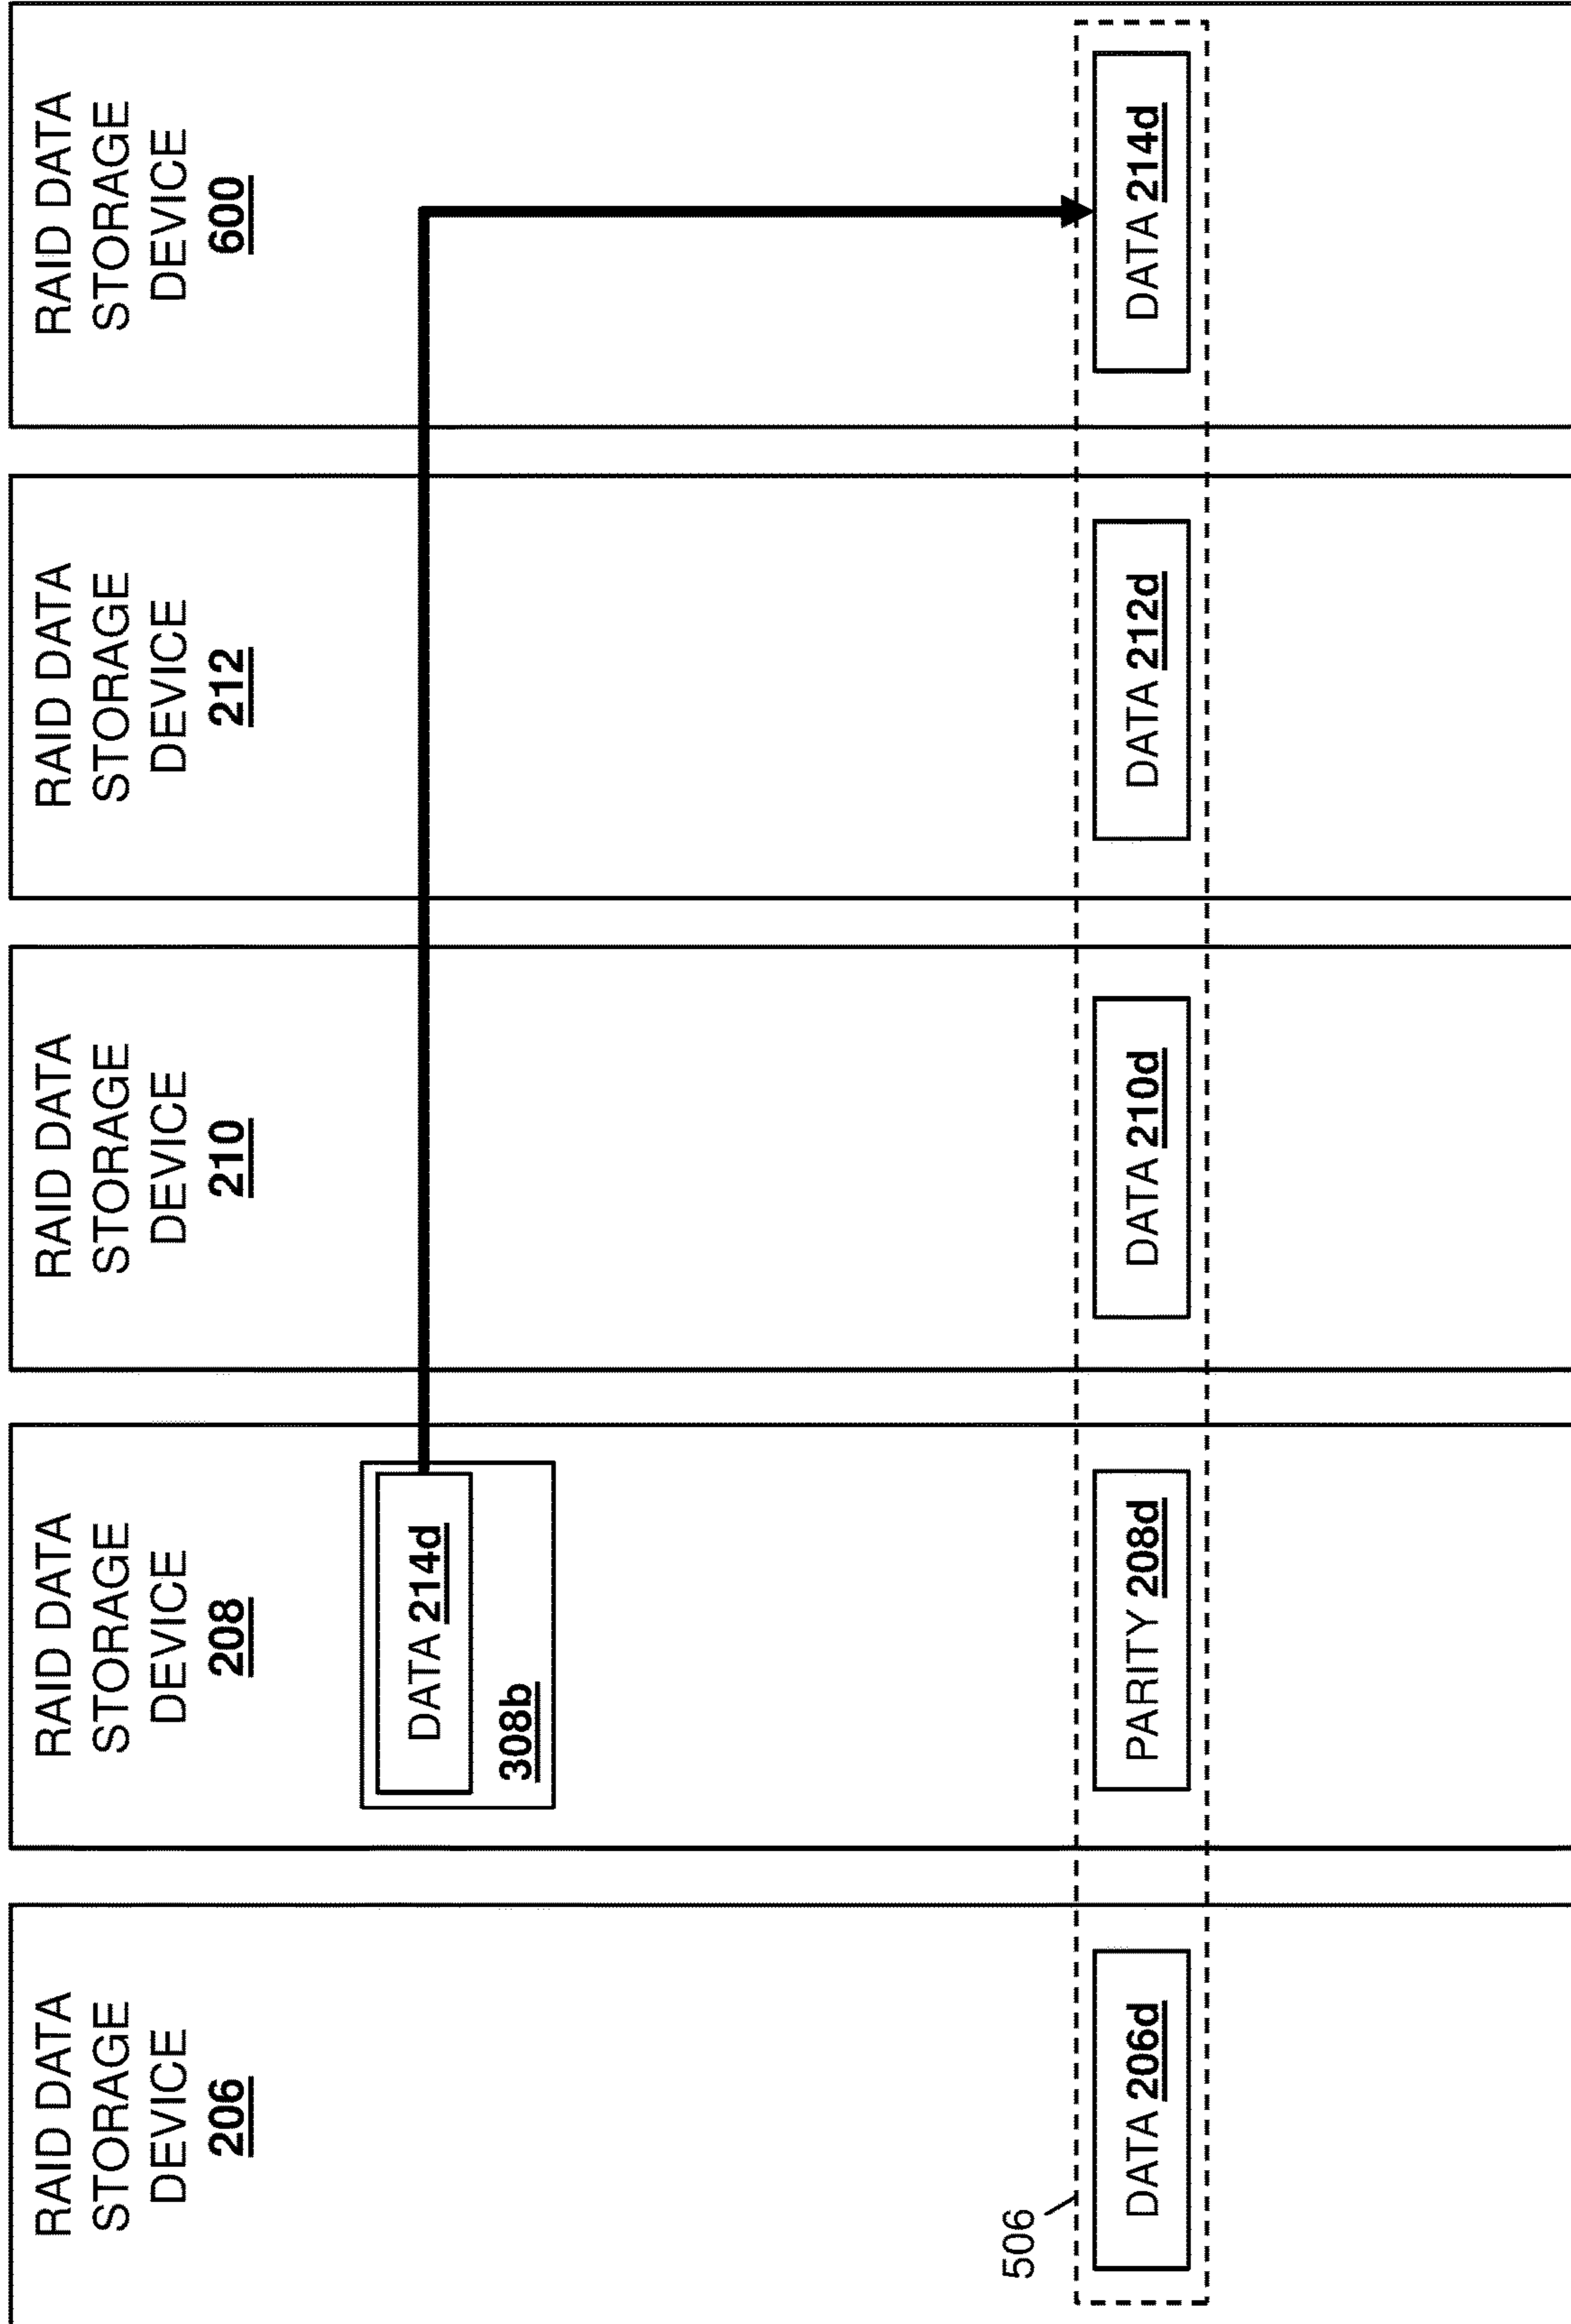 RAID DATA
STORAGE
DEVICE
206
RAID DATA
STORAGE
DEVICE
208
RAID DATA
STORAGE
DEVICE
210
RAID DATA
STORAGE
DEVICE
212
RAID DATA
STORAGE
DEVICE
600
DATA 214d
308b
506
DATA 206d
PARITY 208d
DATA 210d
DATA 212d
DATA 214d